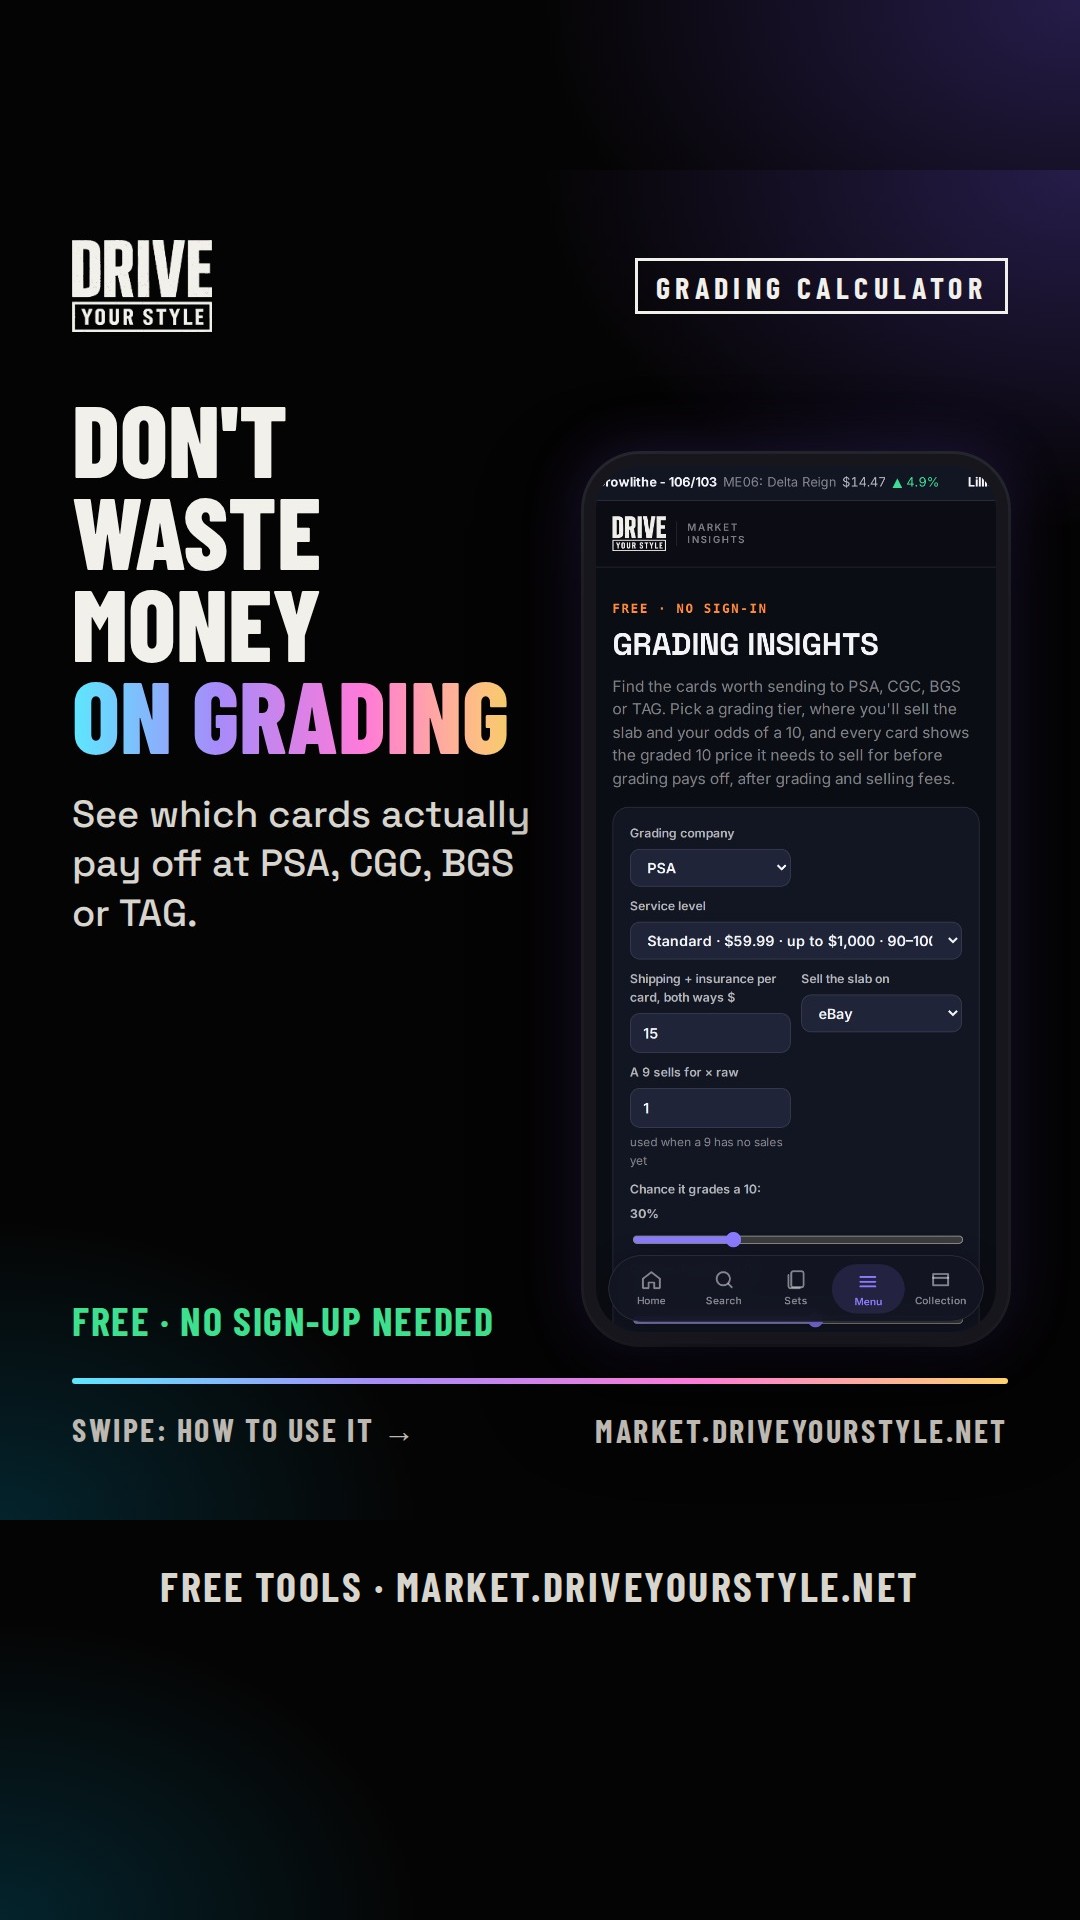 DRIVE
YOUR STYLE
GRADING CALCULATOR
DON'T
WASTE
MONEY
ON GRADING
See which cards actually
pay off at PSA, CGC, BGS
or TAG.
FREE · NO SIGN-UP NEEDED
rowlithe - 106/103 ME06: Delta Reign $14.47 ▲ 4.9%
DRIVE
YOUR STYLE
MARKET
INSIGHTS
FREE · NO SIGN-IN
GRADING INSIGHTS
Find the cards worth sending to PSA, CGC, BGS
or TAG. Pick a grading tier, where you'll sell the
slab and your odds of a 10, and every card shows
the graded 10 price it needs to sell for before
grading pays off, after grading and selling fees.
Grading company
PSA
Service level
Standard · $59.99 · up to $1,000 · 90–100
Shipping + insurance per
card, both ways $
15
Sell the slab on
eBay
A 9 sells for × raw
1
used when a 9 has no sales
yet
Chance it grades a 10:
30%
Home
Search
Sets
Menu
Collection
SWIPE: HOW TO USE IT →
MARKET.DRIVEYOURSTYLE.NET
FREE TOOLS · MARKET.DRIVEYOURSTYLE.NET